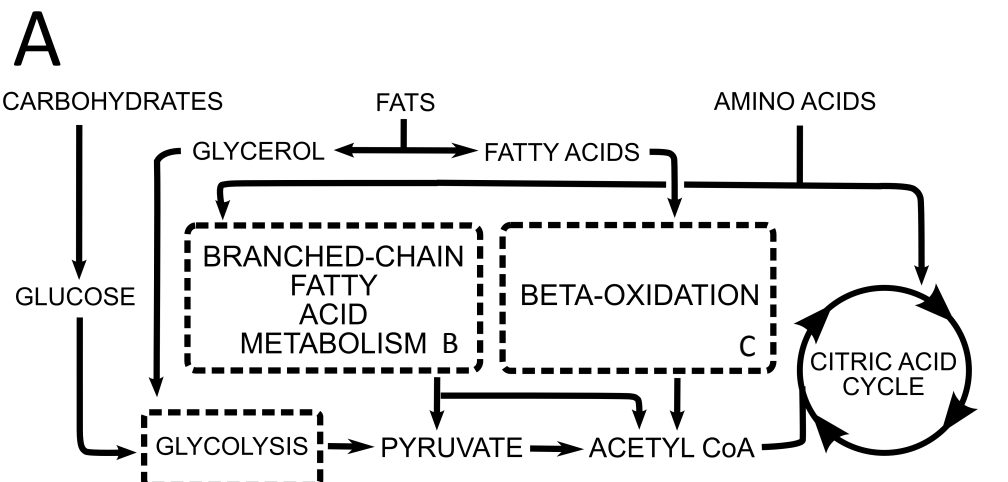 A
CARBOHYDRATES
FATS
AMINO ACIDS
GLYCEROL
FATTY ACIDS
BRANCHED-CHAIN
FATTY
ACID
METABOLISM B
BETA-OXIDATION
C
GLUCOSE
CITRIC ACID
CYCLE
GLYCOLYSIS
PYRUVATE
ACETYL CoA